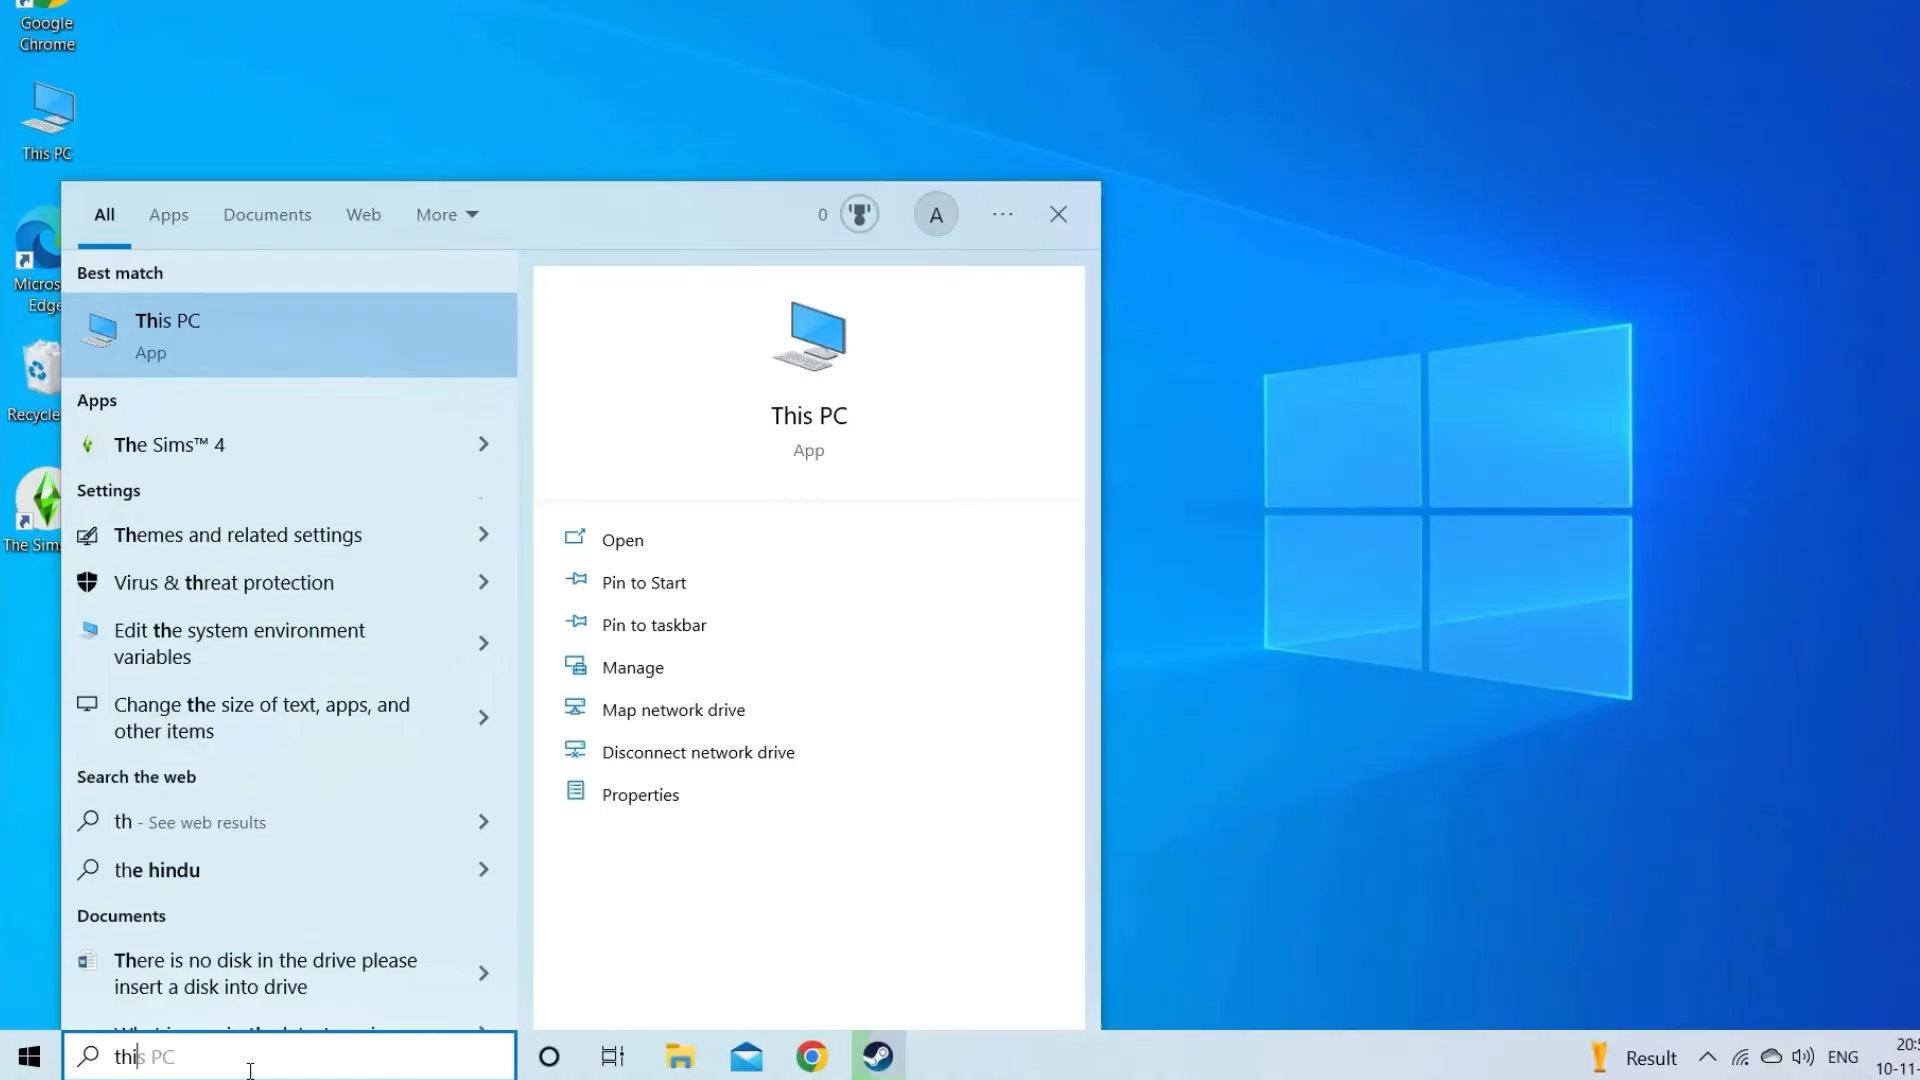 Google
Chrome
This PC
Micros
Edge
Recycle
The Sim
All
Apps
Documents
Web
More
0
A
Best match
This PC
App
Apps
The Sims™ 4
Settings
Themes and related settings
Virus & threat protection
Edit the system environment
variables
Change the size of text, apps, and
other items
Search the web
th - See web results
the hindu
Documents
There is no disk in the drive please
insert a disk into drive
This PC
App
Open
Pin to Start
Pin to taskbar
Manage
Map network drive
Disconnect network drive
Properties
this PC
Result
ENG
20:5
10-11-